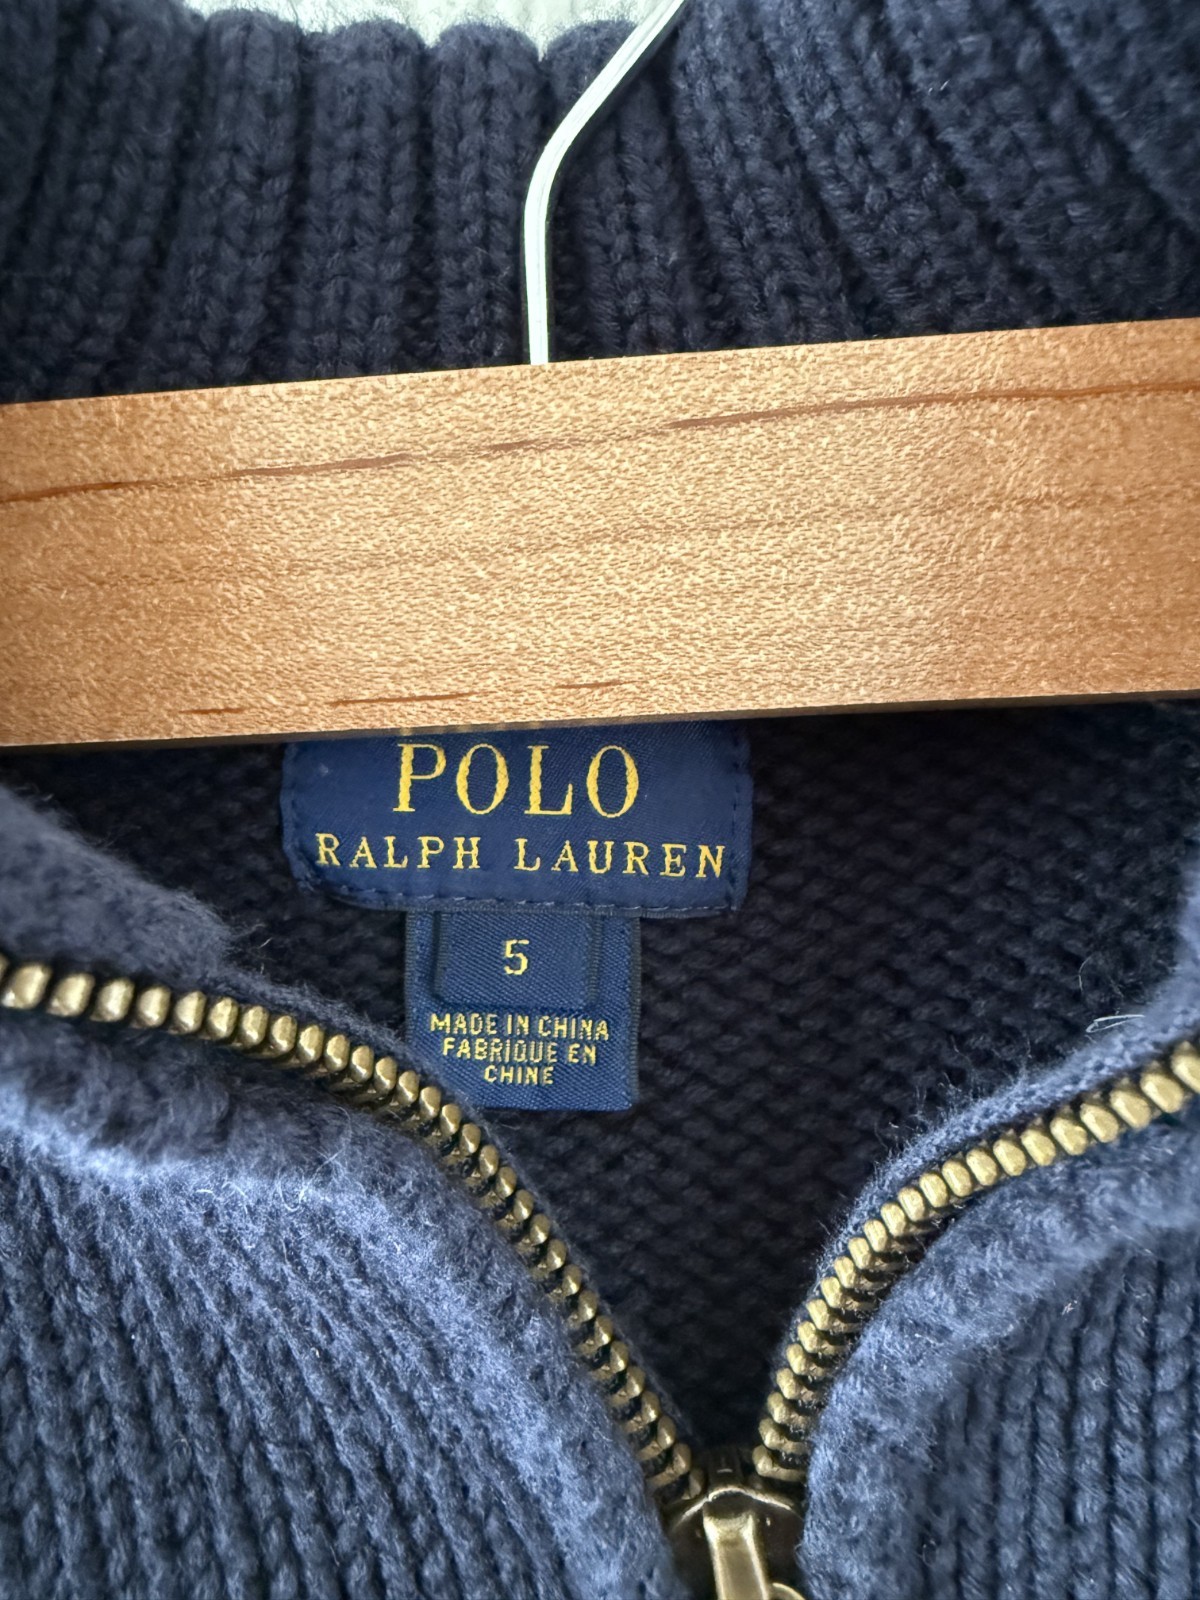 POLO
RALPH LAUREN
5
MADE IN CHINA
FABRIQUE EN
CHINE